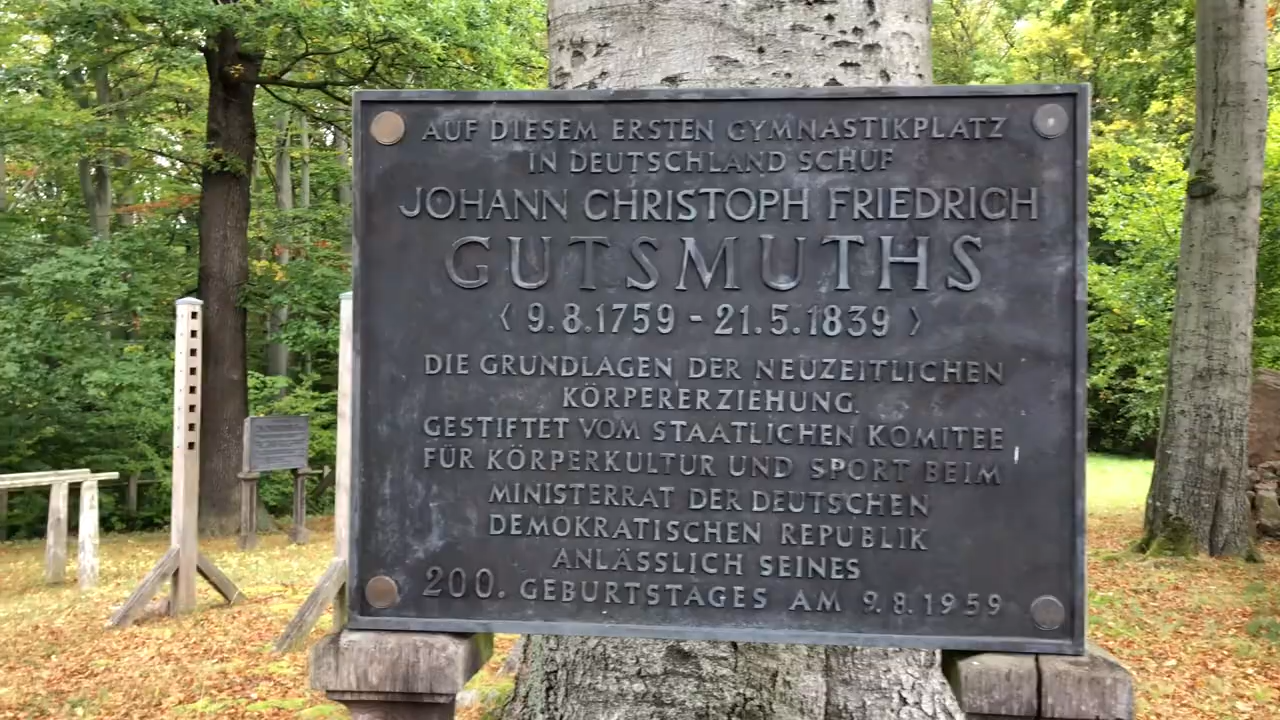 AUF DIESEM ERSTEN GYMNASTIKPLATZ
IN DEUTSCHLAND SCHUF
JOHANN CHRISTOPH FRIEDRICH
GUTSMUTHS
‹ 9.8.1759 - 21.5.1839 ›
DIE GRUNDLAGEN DER NEUZEITLICHEN
KÖRPERERZIEHUNG.
GESTIFTET VOM STAATLICHEN KOMITEE
FÜR KÖRPERKULTUR UND SPORT BEIM
MINISTERRAT DER DEUTSCHEN
DEMOKRATISCHEN REPUBLIK
ANLÄSSLICH SEINES
200. GEBURTSTAGES AM 9.8.1959